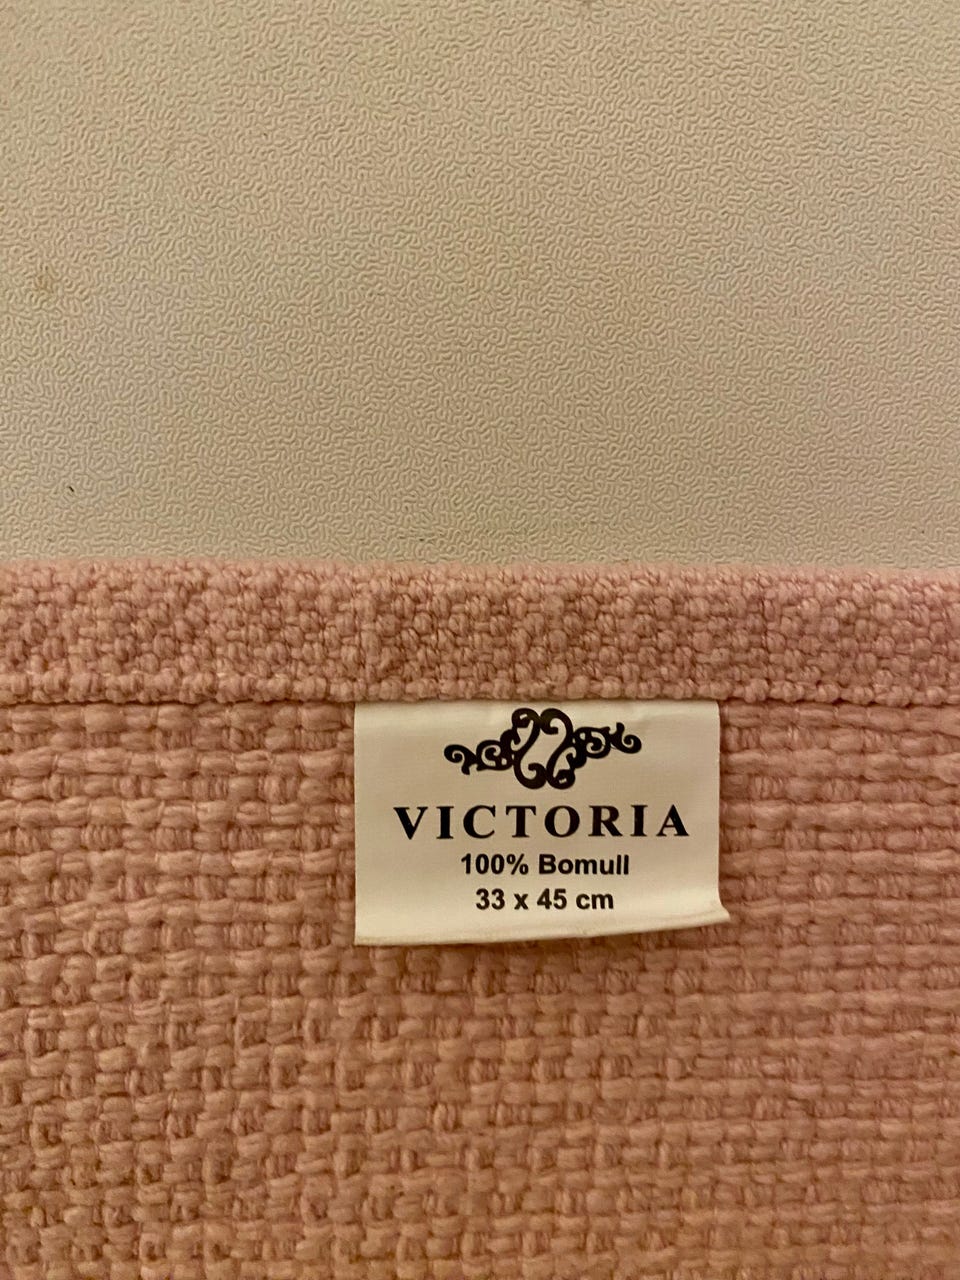 VICTORIA
100% Bomull
33 x 45 cm